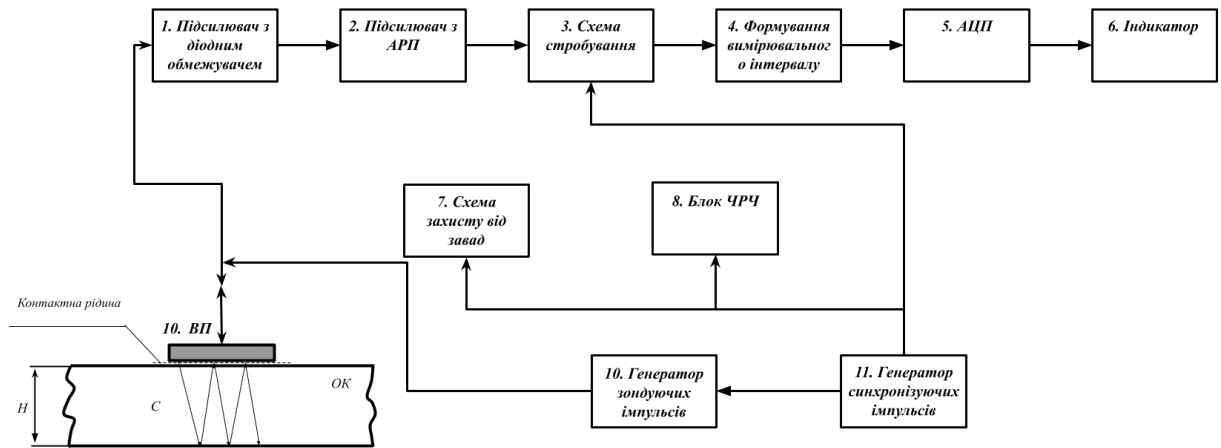 1. Підсилювач з
діодним
обмежувачем
2. Підсилювач з
АРП
3. Схема
стробування
4. Формування
вимірювальног
о інтервалу
5. АЦП
6. Індикатор
7. Схема
захисту від
завад
8. Блок ЧРЧ
Контактна рідина
10. ВП
ОК
H
C
10. Генератор
зондуючих
імпульсів
11. Генератор
синхронізуючих
імпульсів